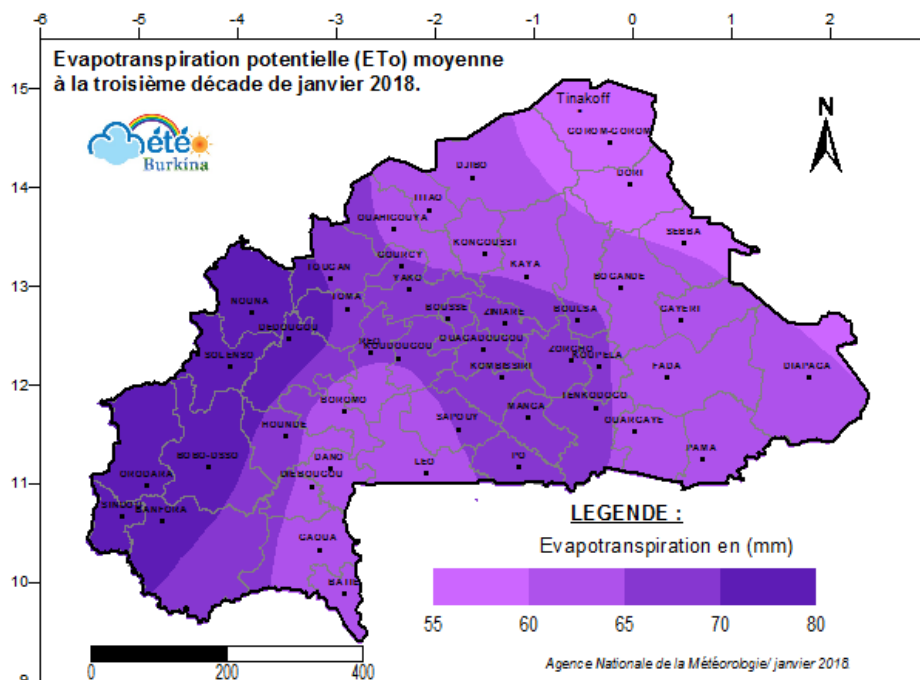 -6 -5 -4 -3 -2 -1 0 1 2
Evapotranspiration potentielle (ETo) moyenne
à la troisième décade de janvier 2018.
été
Burkina
N
15
Tinakoff
GOROM-GOROM
DJIBO
DORI
14
TITAO
OUAHIGOUYA
SEBBA
KONGOUSSI
GOURCY
KAYA
TOUGAN
13
YAKO
BOGANDE
NOUNA
TOMA
BOUSSE
ZINIARE
BOULSA
GAYERI
DEDOUGOU
REO
OUAGADOUGOU
SOLENSO
KOUDOUGOU
ZORGHO
KOUPELA
12
KOMBISSIRI
FADA
DIAPAGA
BOROMO
MANGA
TENKODOGO
HOUNDE
SAPOUY
OUARGAYE
BOBO-DSSO
DANO
LEO
PO
PAMA
11
ORODARA
DIEBOUGOU
SINDOU
BANFORA
GAOUA
10
BATIE
9
LEGENDE :
Evapotranspiration en (mm)
55 60 65 70 80
0 200 400
Agence Nationale de la Météorologie/ janvier 2018